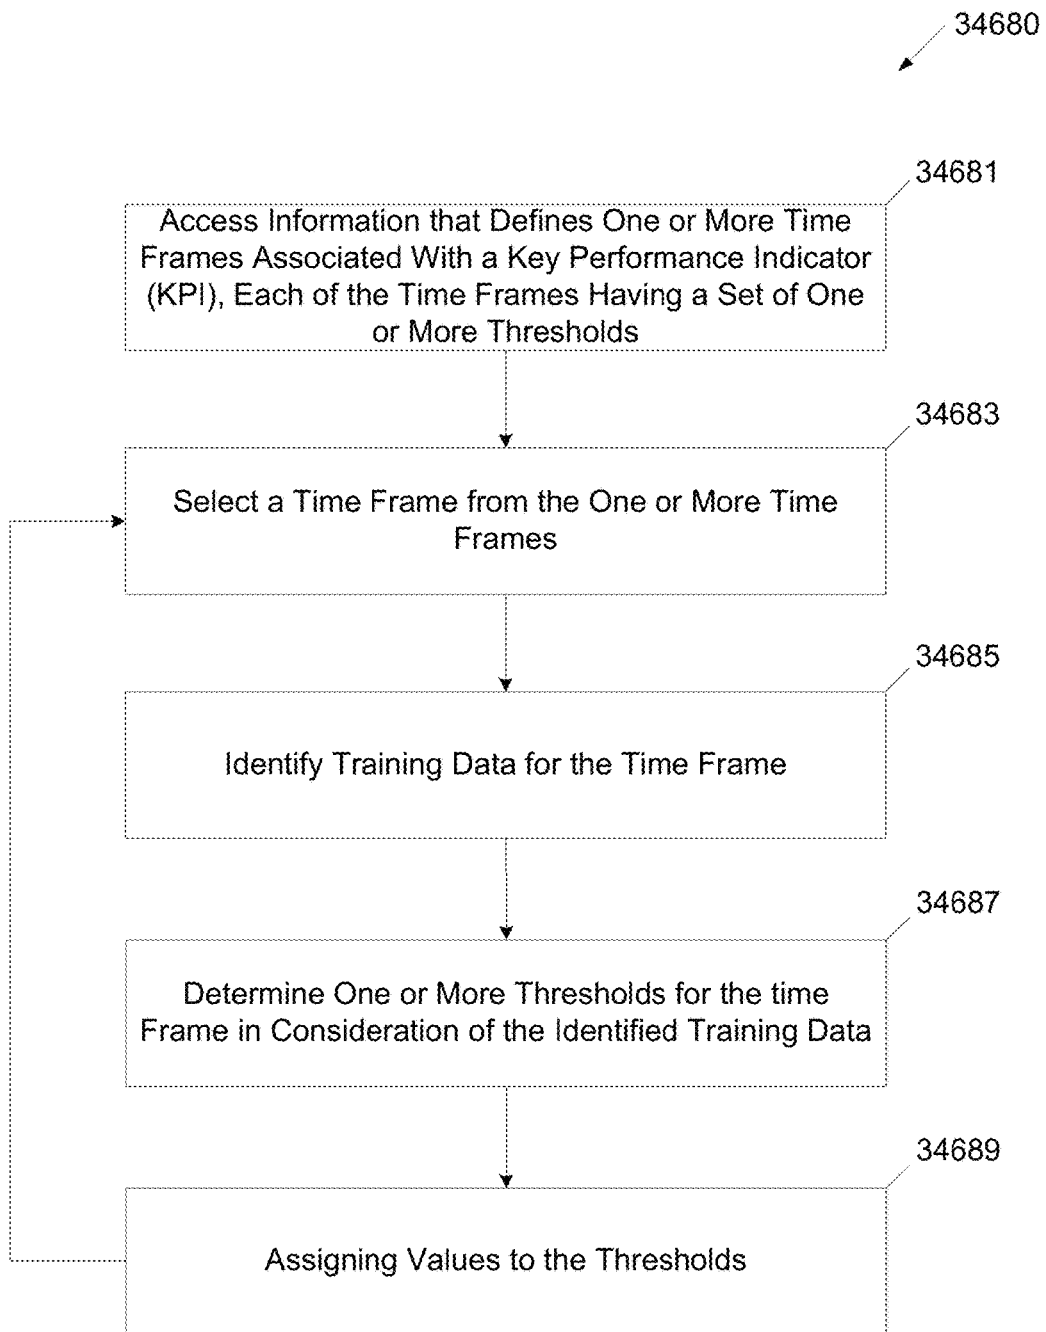 34680
34681
Access Information that Defines One or More Time
Frames Associated With a Key Performance Indicator
(KPI), Each of the Time Frames Having a Set of One
or More Thresholds
34683
Select a Time Frame from the One or More Time
Frames
34685
Identify Training Data for the Time Frame
34687
Determine One or More Thresholds for the time
Frame in Consideration of the Identified Training Data
34689
Assigning Values to the Thresholds